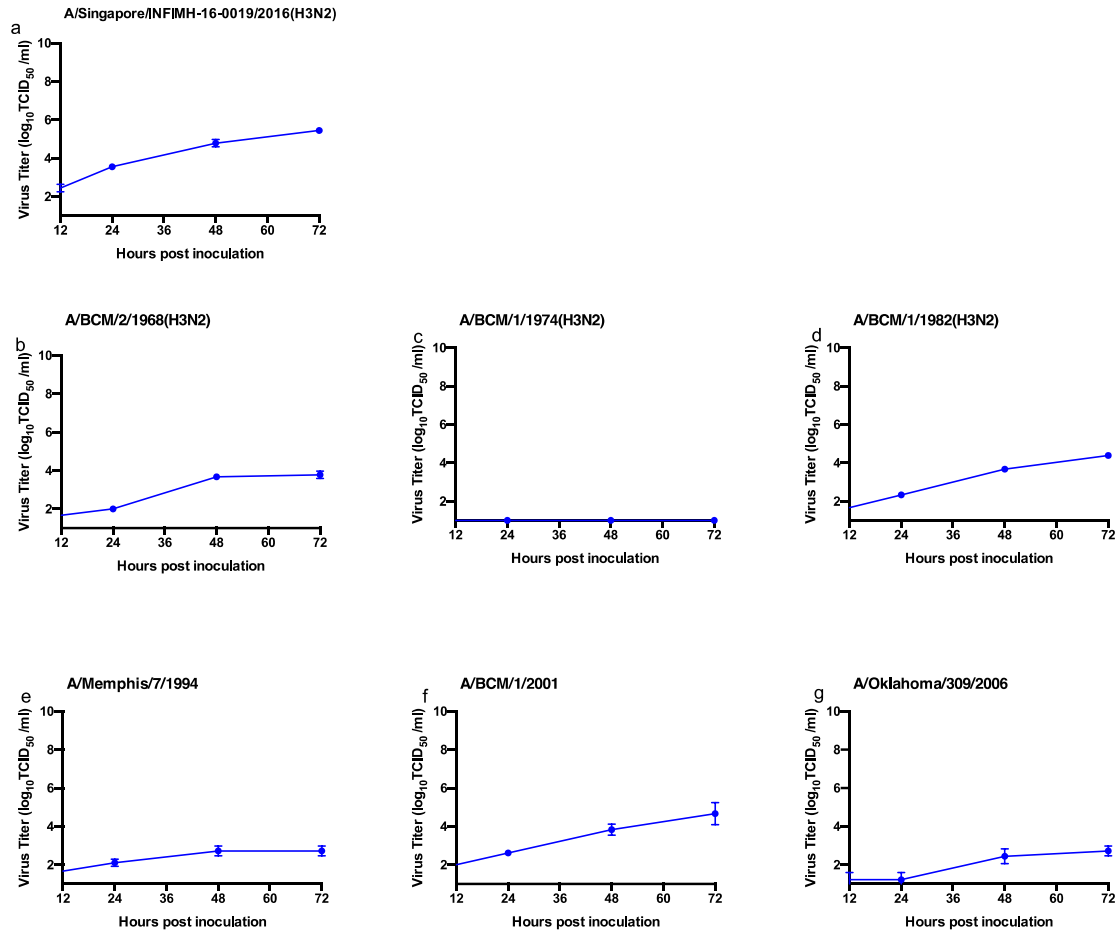 A/Singapore/INFIMH-16-0019/2016(H3N2)
a
Virus Titer (log10TCID50 /ml)
10
8
6
4
2
12 24 36 48 60 72
Hours post inoculation
A/BCM/2/1968(H3N2)
b
Virus Titer (log10TCID50 /ml)
10
8
6
4
2
12 24 36 48 60 72
Hours post inoculation
A/BCM/1/1974(H3N2)
c
Virus Titer (log10TCID50 /ml)
10
8
6
4
2
12 24 36 48 60 72
Hours post inoculation
A/BCM/1/1982(H3N2)
d
Virus Titer (log10TCID50 /ml)
10
8
6
4
2
12 24 36 48 60 72
Hours post inoculation
A/Memphis/7/1994
e
Virus Titer (log10TCID50 /ml)
10
8
6
4
2
12 24 36 48 60 72
Hours post inoculation
A/BCM/1/2001
f
Virus Titer (log10TCID50 /ml)
10
8
6
4
2
12 24 36 48 60 72
Hours post inoculation
A/Oklahoma/309/2006
g
Virus Titer (log10TCID50 /ml)
10
8
6
4
2
12 24 36 48 60 72
Hours post inoculation